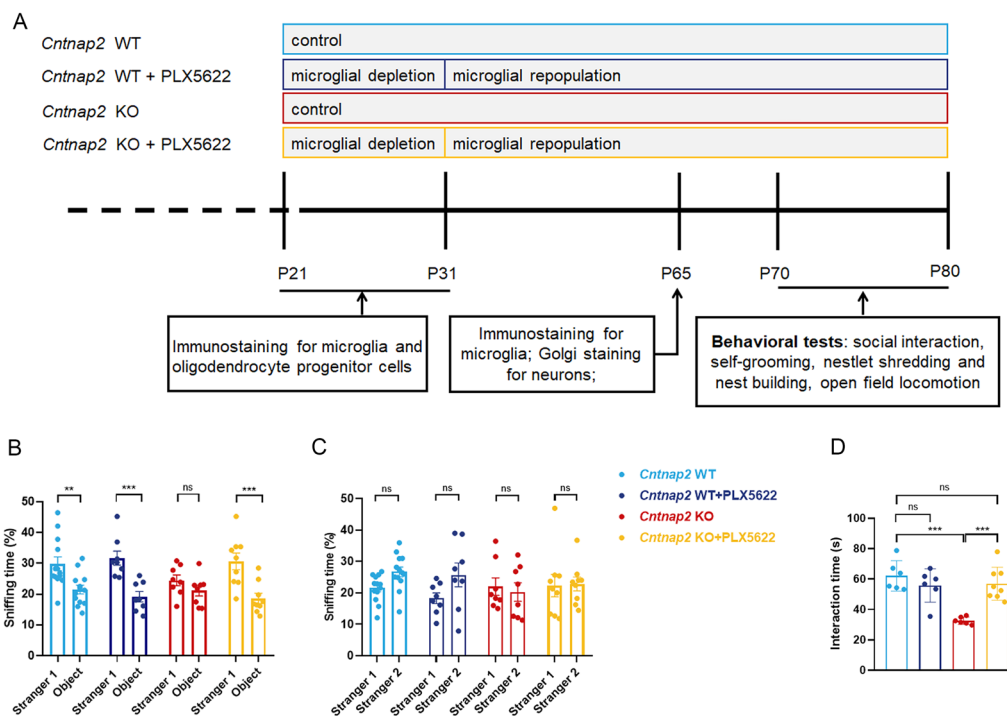 A
Cntnap2 WT
control
Cntnap2 WT + PLX5622
microglial depletion
microglial repopulation
Cntnap2 KO
control
Cntnap2 KO + PLX5622
microglial depletion
microglial repopulation
P21
P31
P65
P70
P80
Immunostaining for microglia and
oligodendrocyte progenitor cells
Immunostaining for
microglia; Golgi staining
for neurons;
Behavioral tests: social interaction,
self-grooming, nestlet shredding and
nest building, open field locomotion
B
Sniffing time (%)
50
40
30
20
10
0
**
***
ns
***
Stranger 1
Object
Stranger 1
Object
Stranger 1
Object
Stranger 1
Object
C
Sniffing time (%)
50
40
30
20
10
0
ns
ns
ns
ns
Stranger 1
Stranger 2
Stranger 1
Stranger 2
Stranger 1
Stranger 2
Stranger 1
Stranger 2
Cntnap2 WT
Cntnap2 WT+PLX5622
Cntnap2 KO
Cntnap2 KO+PLX5622
D
Interaction time (s)
100
80
60
40
20
0
ns
ns
***
***